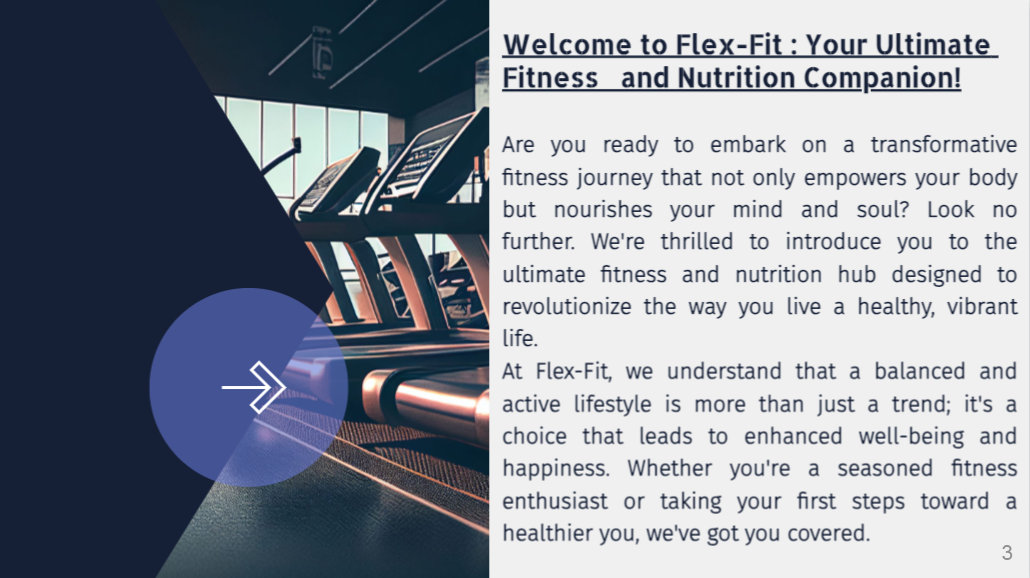 Welcome to Flex-Fit : Your Ultimate
Fitness and Nutrition Companion!
Are you ready to embark on a transformative
fitness journey that not only empowers your body
but nourishes your mind and soul? Look no
further. We're thrilled to introduce you to the
ultimate fitness and nutrition hub designed to
revolutionize the way you live a healthy, vibrant
life.
At Flex-Fit, we understand that a balanced and
active lifestyle is more than just a trend; it's a
choice that leads to enhanced well-being and
happiness. Whether you're a seasoned fitness
enthusiast or taking your first steps toward a
healthier you, we've got you covered.
3